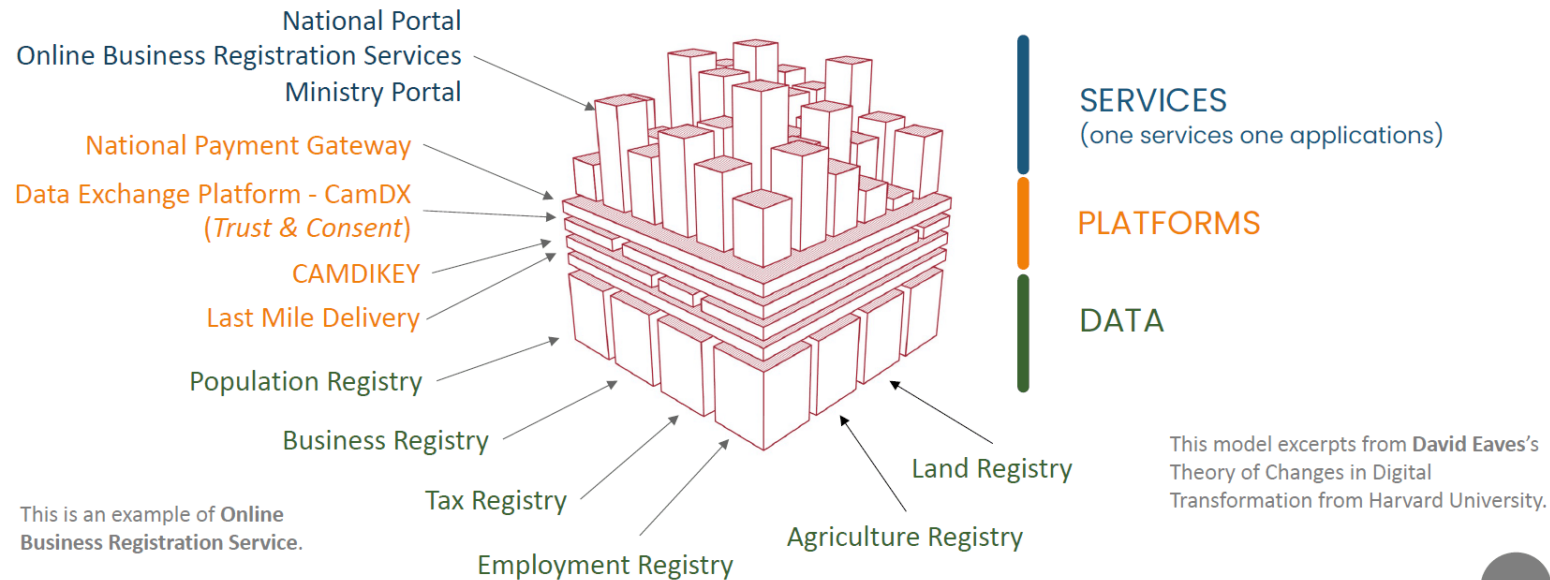 National Portal
Online Business Registration Services
Ministry Portal
National Payment Gateway
Data Exchange Platform - CamDX
(Trust & Consent)
CAMDIKEY
Last Mile Delivery
Population Registry
Business Registry
Tax Registry
Employment Registry
Agriculture Registry
Land Registry
SERVICES
(one services one applications)
PLATFORMS
DATA
This is an example of Online
Business Registration Service.
This model excerpts from David Eaves's
Theory of Changes in Digital
Transformation from Harvard University.